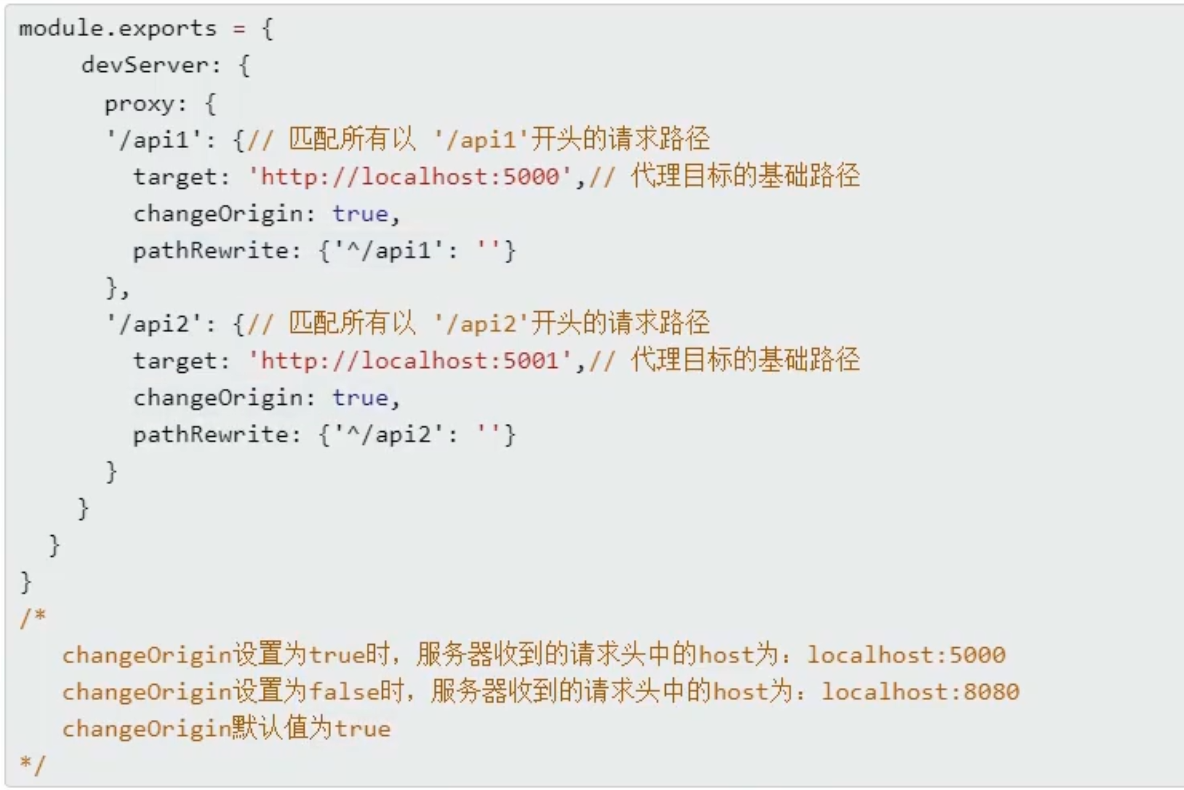 module.exports = {
    devServer: {
      proxy: {
      '/api1': {// 匹配所有以 '/api1'开头的请求路径
        target: 'http://localhost:5000',// 代理目标的基础路径
        changeOrigin: true,
        pathRewrite: {'^/api1': ''}
      },
      '/api2': {// 匹配所有以 '/api2'开头的请求路径
        target: 'http://localhost:5001',// 代理目标的基础路径
        changeOrigin: true,
        pathRewrite: {'^/api2': ''}
      }
    }
  }
}
/*
   changeOrigin设置为true时，服务器收到的请求头中的host为：localhost:5000
   changeOrigin设置为false时，服务器收到的请求头中的host为：localhost:8080
   changeOrigin默认值为true
*/